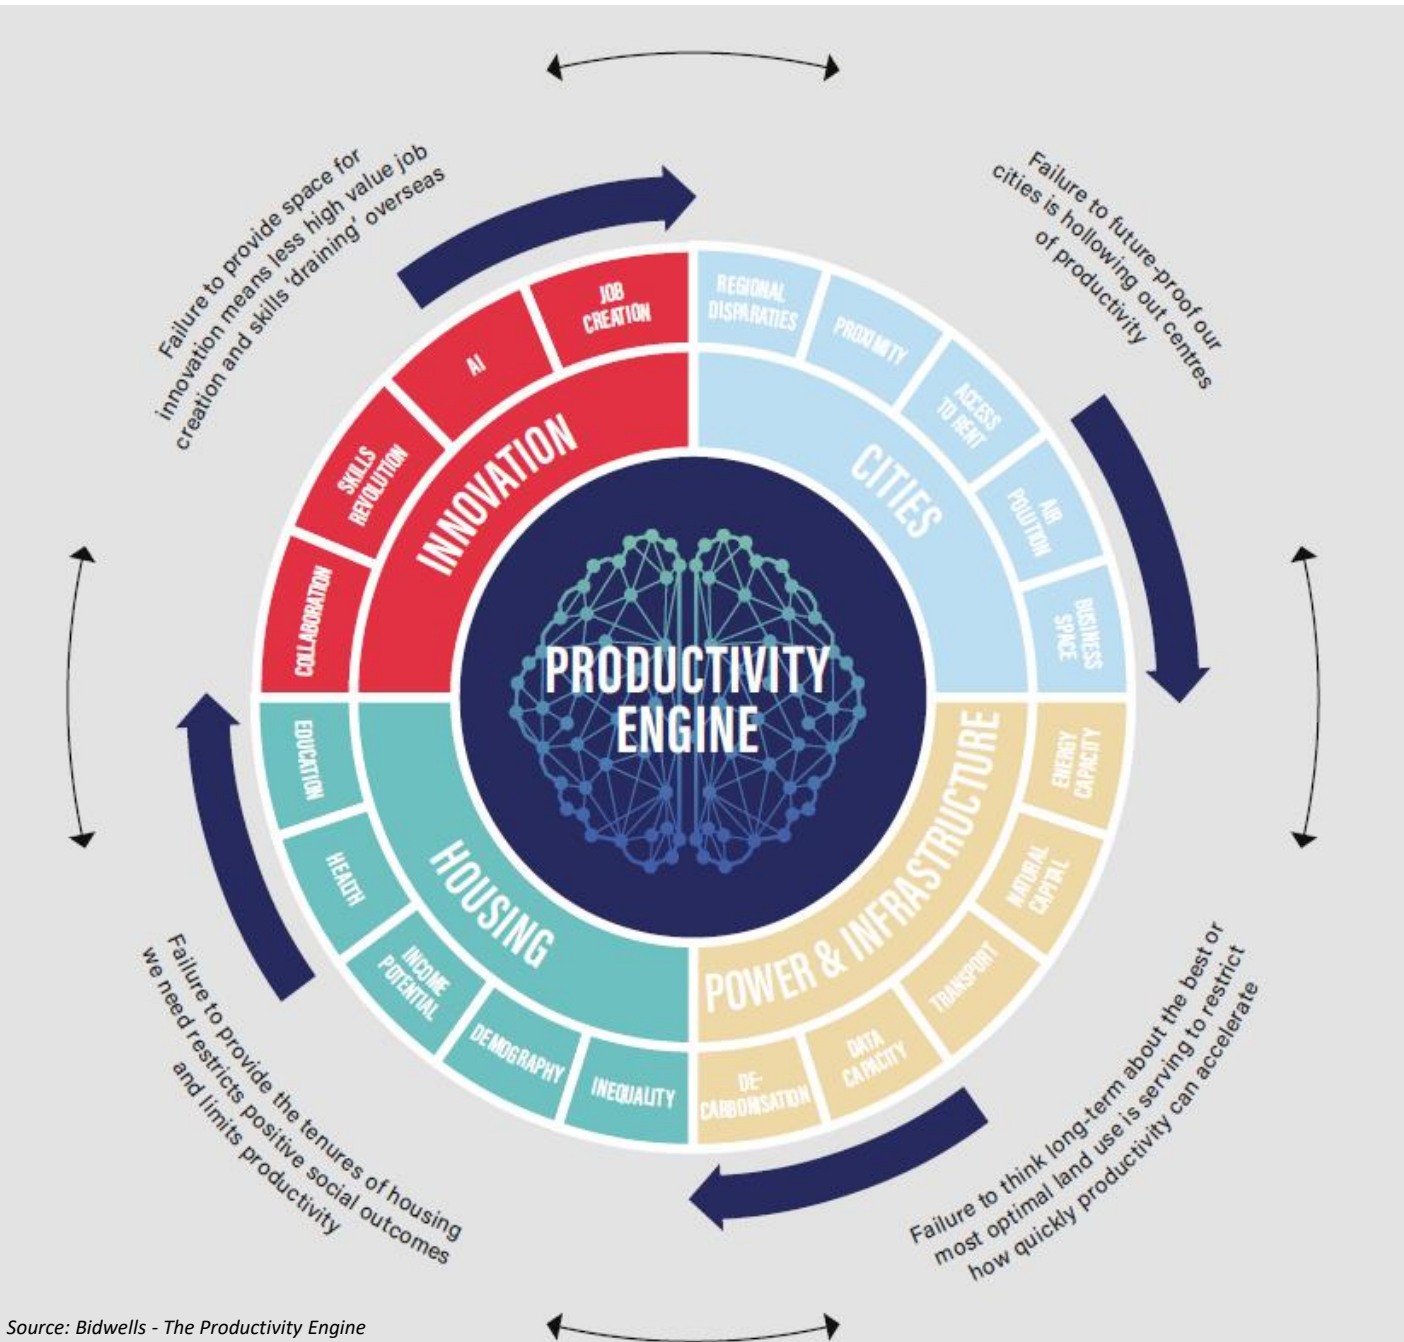 Failure to provide space for
innovation means less high value job
creation and skills 'draining' overseas
Failure to future-proof our
cities is hollowing out centres
of productivity
JOB
CREATION
AI
SKILLS
REVOLUTION
COLLABORATION
INNOVATION
REGIONAL
DISPARATIES
PROXIMITY
ACCESS
TO RENT
AIR
POLUTION
BUSINESS
SPACE
CITIES
PRODUCTIVITY
ENGINE
EDUCATION
HEALTH
INCOME
POTENTIAL
DEMOGRAPHY
INEQUALITY
HOUSING
ENERGY
CAPACITY
NATURAL
CAPITAL
TRANSPORT
DATA
CAPACITY
DE-
CARBONISATION
POWER & INFRASTRUCTURE
Failure to provide the tenures of housing
we need restricts positive social outcomes
and limits productivity
Failure to think long-term about the best or
most optimal land use is serving to restrict
how quickly productivity can accelerate
Source: Bidwells - The Productivity Engine